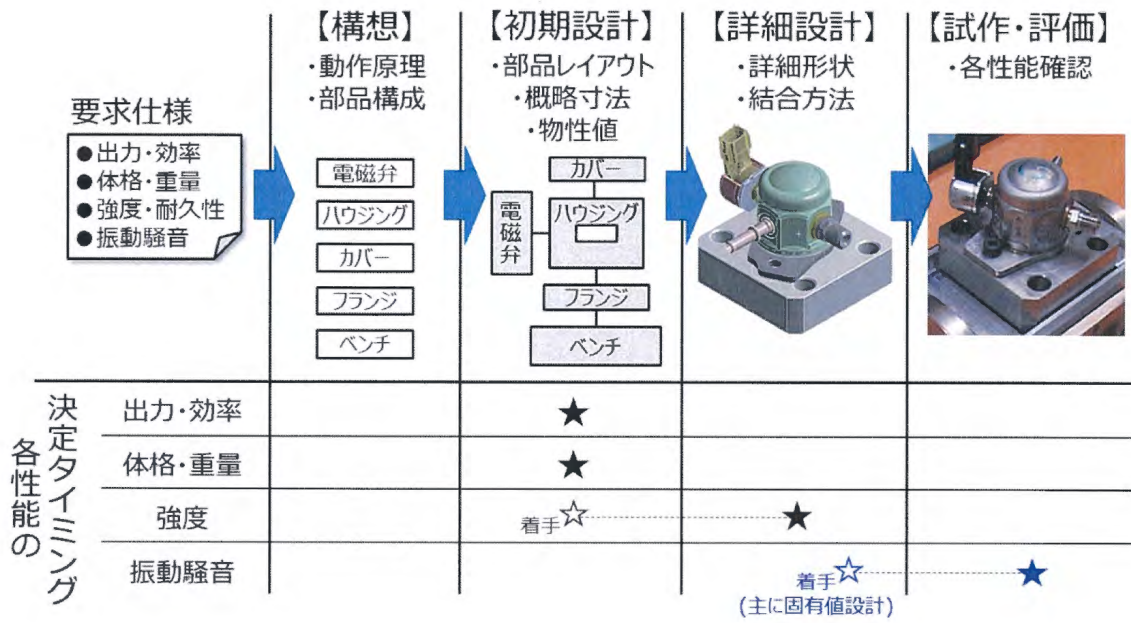 【構想】
・動作原理
・部品構成
【初期設計】
・部品レイアウト
・概略寸法
・物性値
【詳細設計】
・詳細形状
・結合方法
【試作・評価】
・各性能確認
要求仕様
●出力・効率
●体格・重量
●強度・耐久性
●振動騒音
電磁弁
ハウジング
カバー
フランジ
ベンチ
カバー
電磁弁
ハウジング
フランジ
ベンチ
各性能の
決定タイミング
出力・効率
★
体格・重量
★
強度
着手☆
★
振動騒音
着手☆
★
(主に固有値設計)